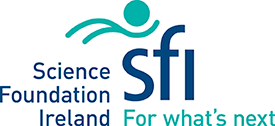 Science
Foundation
Ireland
sfi
For what's next